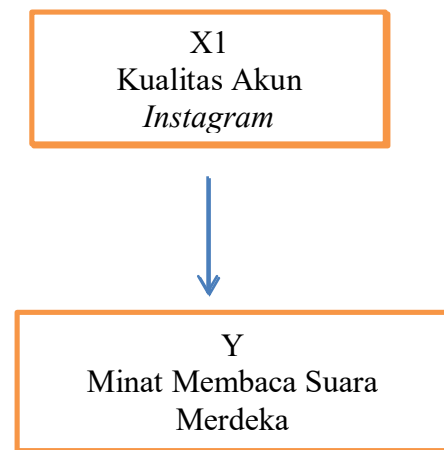 X1
Kualitas Akun
Instagram
Y
Minat Membaca Suara
Merdeka